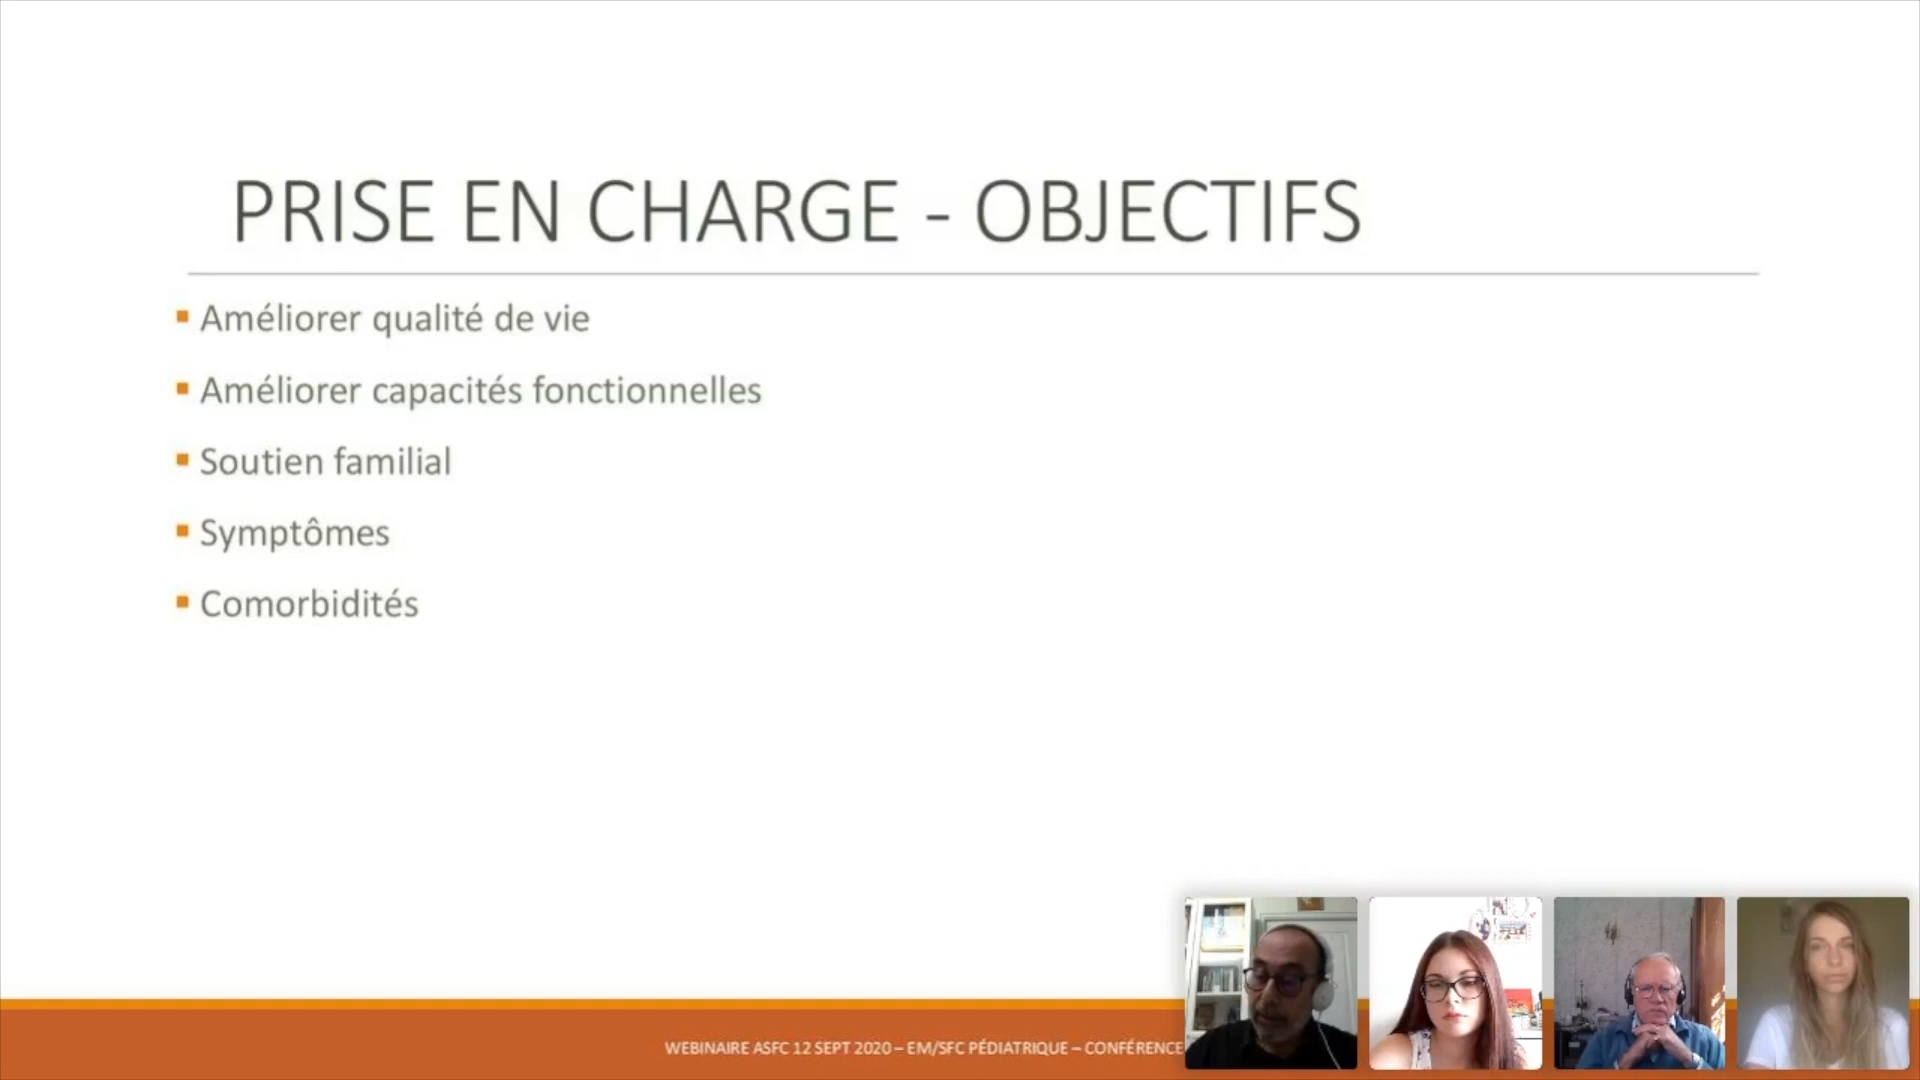 PRISE EN CHARGE - OBJECTIFS
Améliorer qualité de vie
Améliorer capacités fonctionnelles
Soutien familial
Symptômes
Comorbidités
WEBINAIRE ASFC 12 SEPT 2020 – EM/SFC PÉDIATRIQUE – CONFÉRENCE